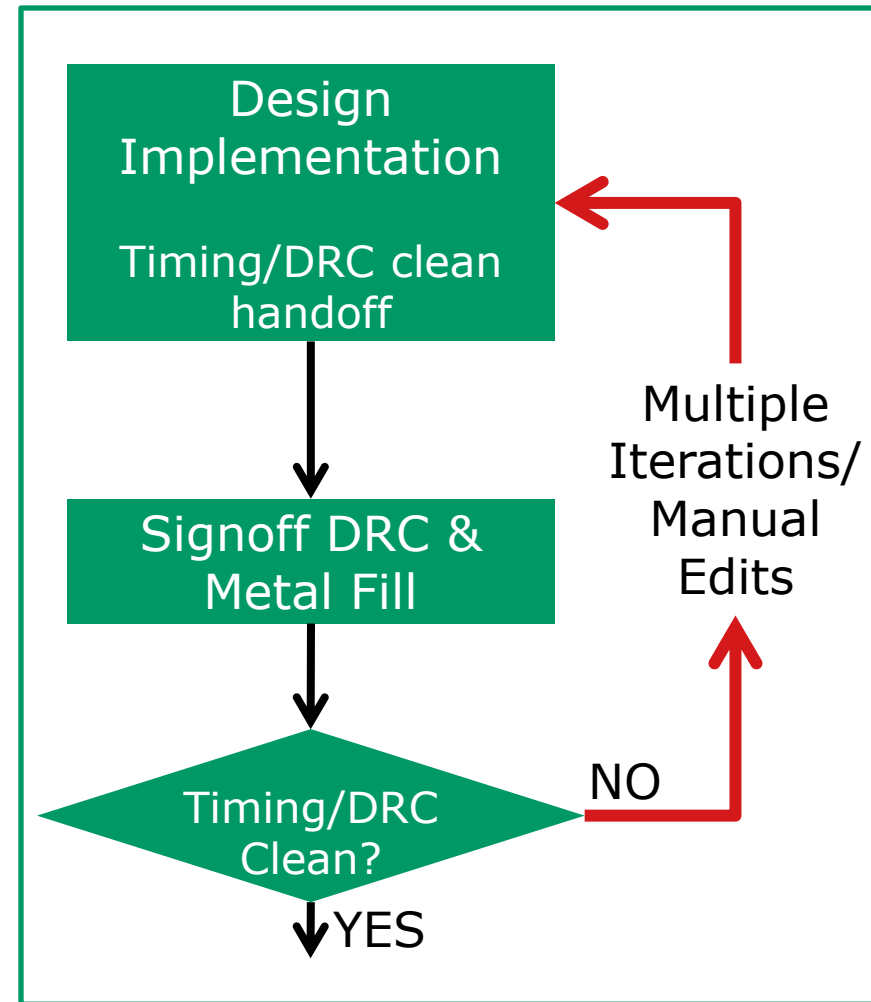 Design
Implementation
Timing/DRC clean
handoff
Multiple
Iterations/
Manual
Edits
Signoff DRC &
Metal Fill
Timing/DRC
Clean?
NO
YES